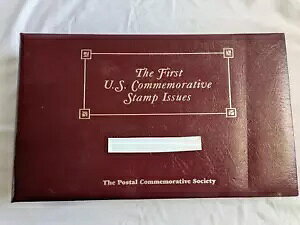 The First
U.S. Commemorative
Stamp Issues
The Postal Commemorative Society